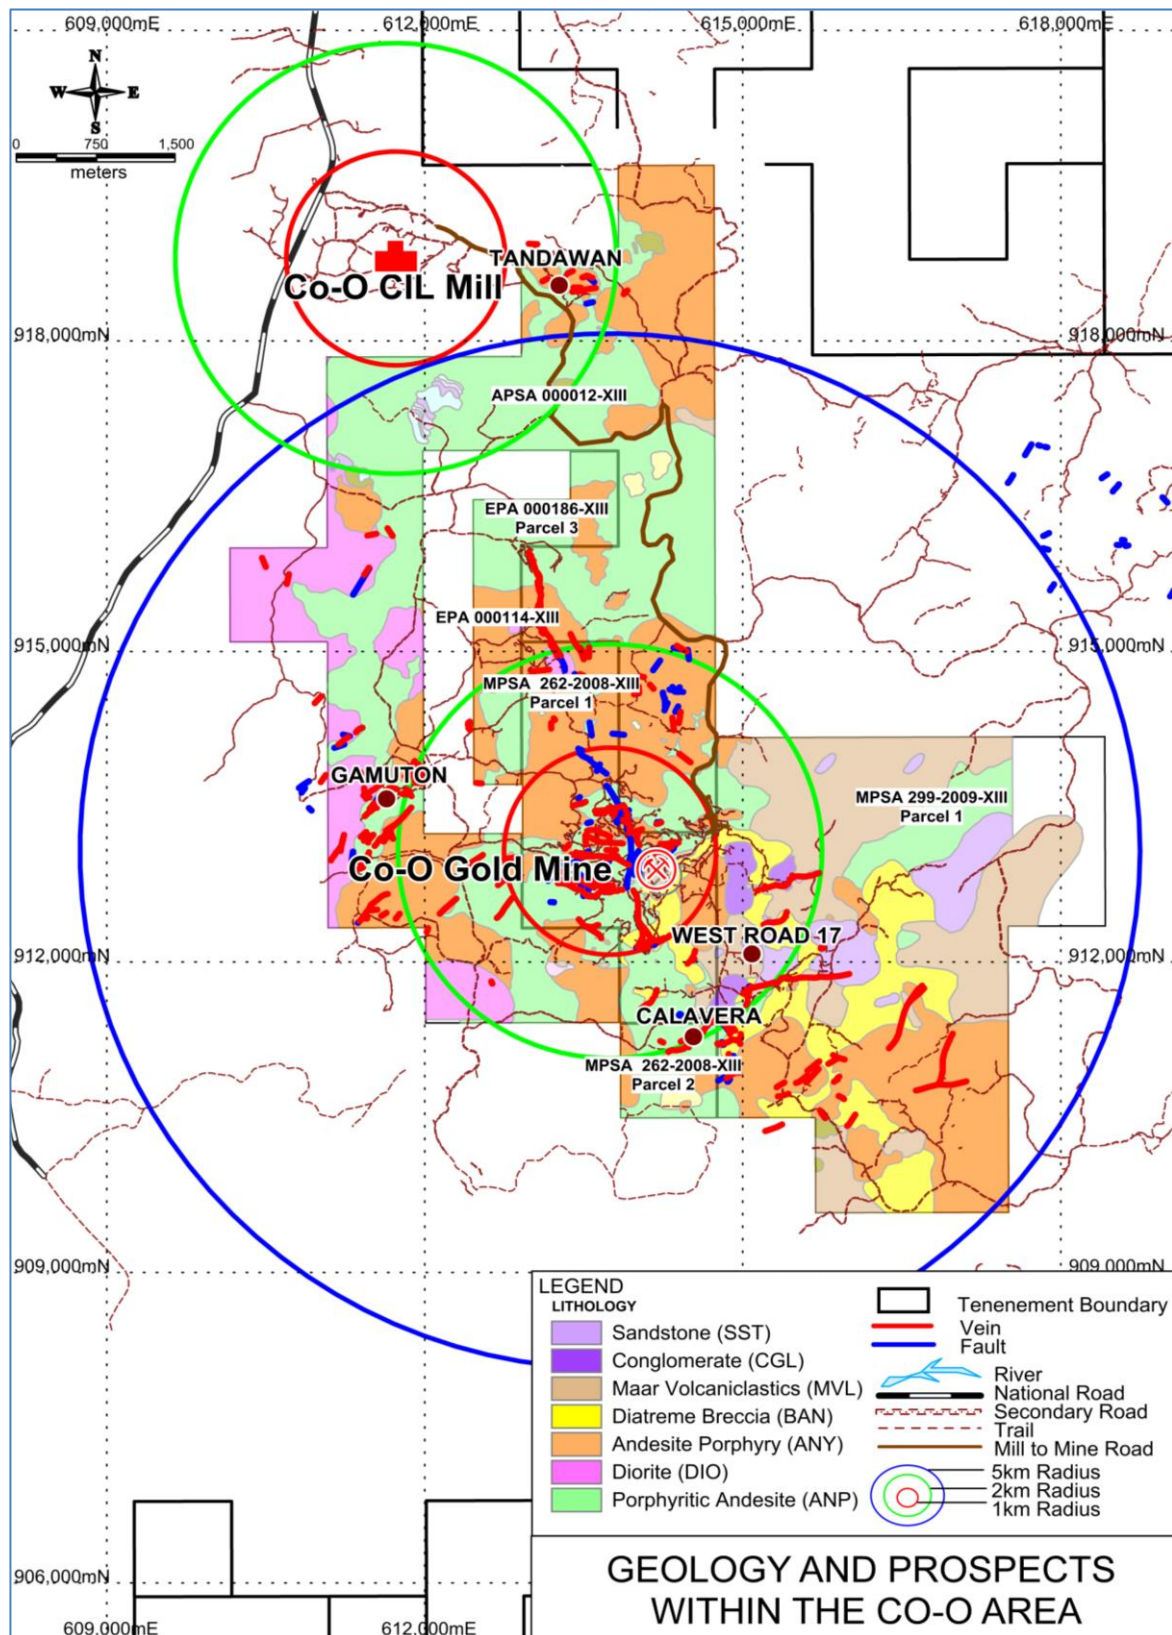 609,000mE
612,000mE
615,000mE
618,000mE
N
W
E
S
0
750
1,500
meters
TANDAWAN
Co-O CIL Mill
918,000mN
918,000mN
APSA 000012-XIII
EPA 000186-XIII
Parcel 3
EPA 000114-XIII
915,000mN
915,000mN
MPSA 262-2008-XIII
Parcel 1
GAMUTON
MPSA 299-2009-XIII
Parcel 1
Co-O Gold Mine
WEST ROAD 17
912,000mN
912,000mN
CALAVERA
MPSA 262-2008-XIII
Parcel 2
909,000mN
909,000mN
LEGEND
LITHOLOGY
Sandstone (SST)
Conglomerate (CGL)
Maar Volcaniclastics (MVL)
Diatreme Breccia (BAN)
Andesite Porphyry (ANY)
Diorite (DIO)
Porphyritic Andesite (ANP)
Tenenement Boundary
Vein
Fault
River
National Road
Secondary Road
Trail
Mill to Mine Road
5km Radius
2km Radius
1km Radius
906,000mN
GEOLOGY AND PROSPECTS
WITHIN THE CO-O AREA
609,000mE
612,000mE